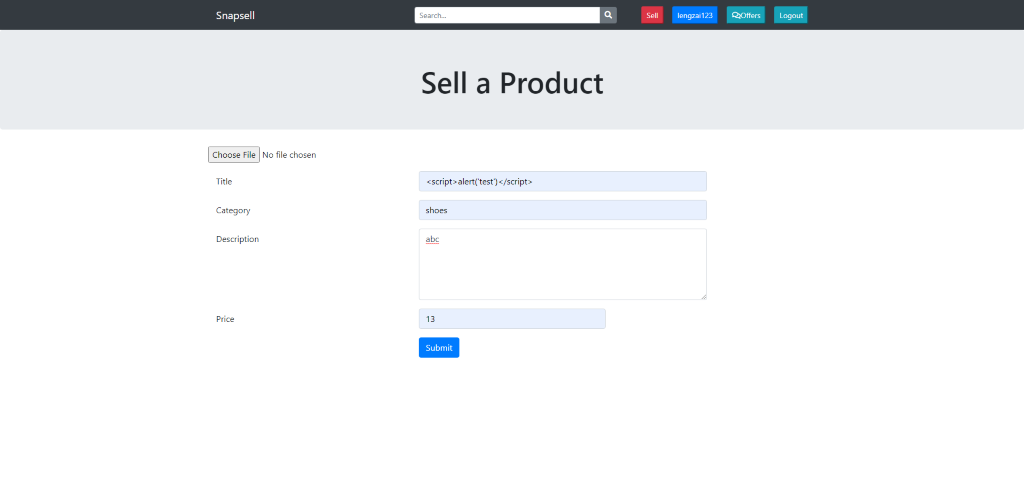 Snapsell
Search...
Sell
lengzai123
Offers
Logout
Sell a Product
Choose File No file chosen
Title
<script>alert('test')</script>
Category
shoes
Description
abc
Price
13
Submit